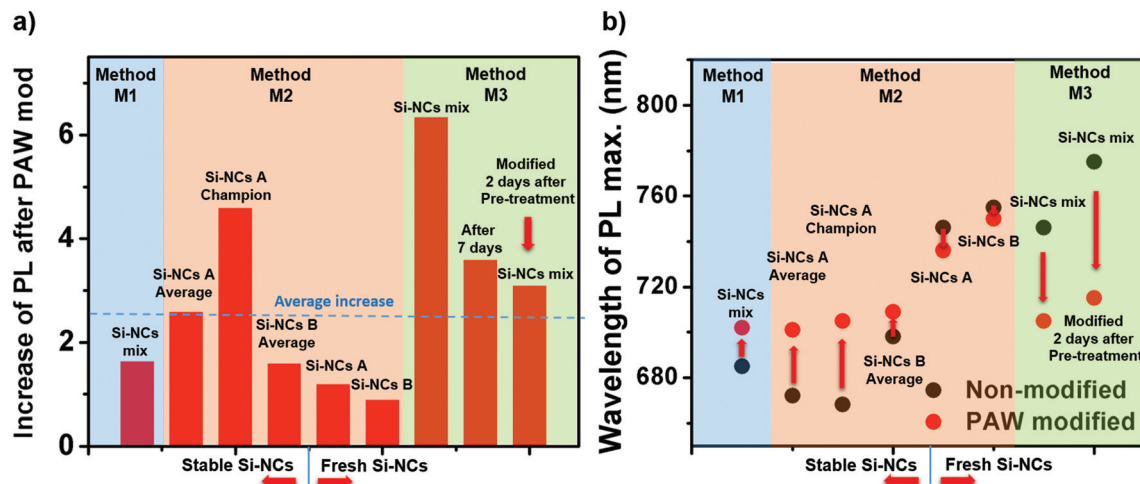 a)
Increase of PL after PAW mod
6
4
2
0
Method
M1
Method
M2
Method
M3
Si-NCs
mix
Si-NCs A
Average
Si-NCs A
Champion
Average increase
Si-NCs B
Average
Si-NCs A
Si-NCs B
Si-NCs mix
After
7 days
Modified
2 days after
Pre-treatment
Si-NCs mix
Stable Si-NCs
Fresh Si-NCs
b)
Wavelength of PL max. (nm)
800
760
720
680
Method
M1
Method
M2
Method
M3
Si-NCs
mix
Si-NCs A
Average
Si-NCs A
Champion
Si-NCs B
Average
Si-NCs A
Si-NCs B
Si-NCs mix
Si-NCs mix
Modified
2 days after
Pre-treatment
Non-modified
PAW modified
Stable Si-NCs
Fresh Si-NCs